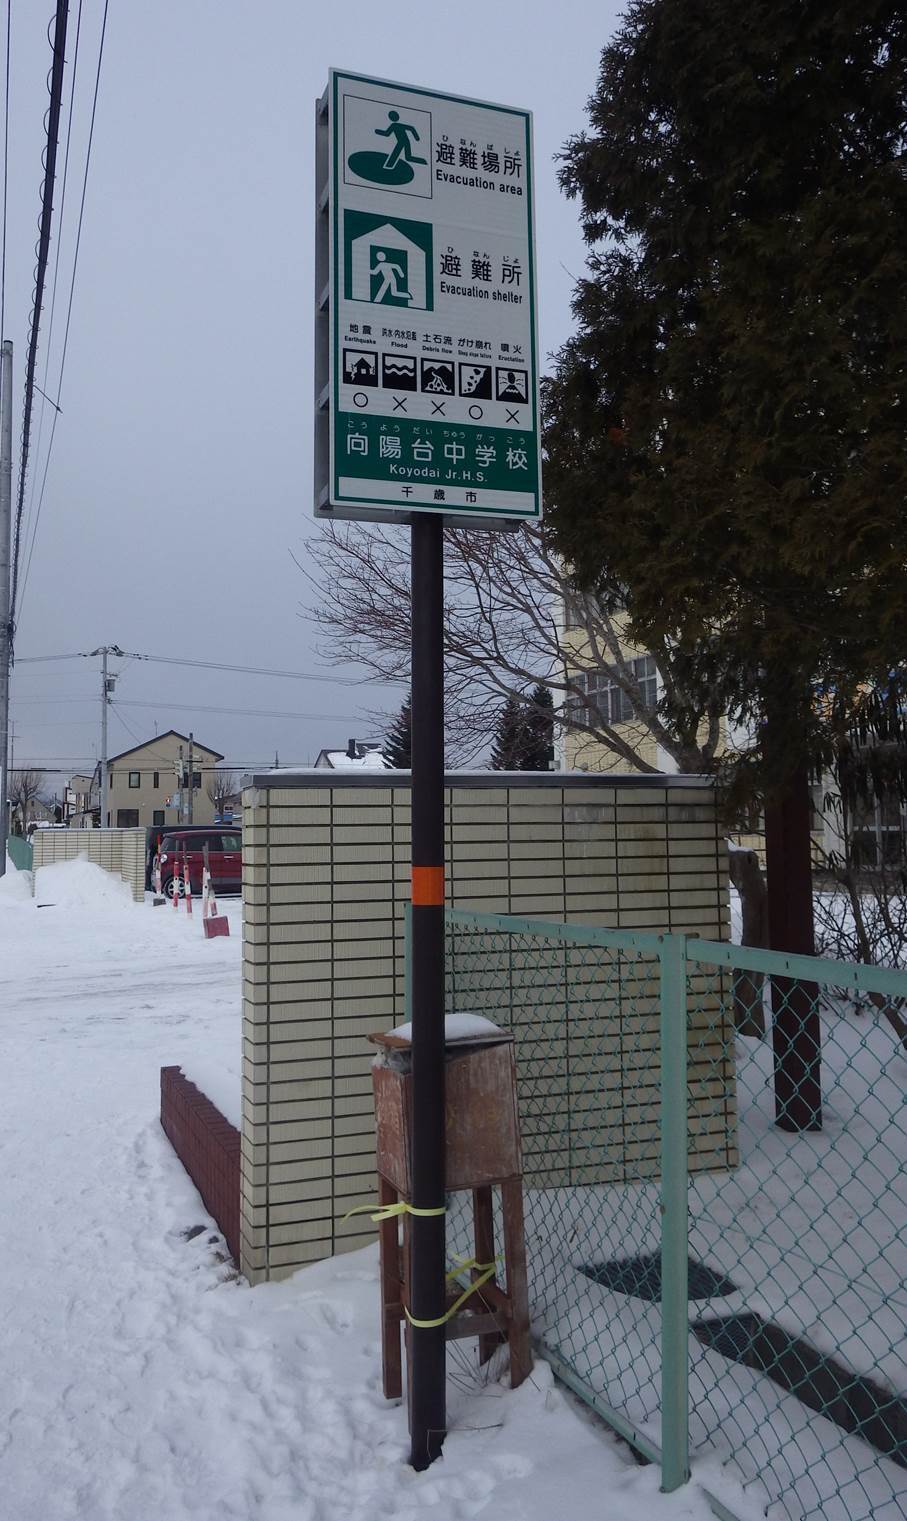 ひなんばしょ
避難場所
Evacuation area
ひなんじょ
避難所
Evacuation shelter
地震 洪水・内水氾濫 土石流 がけ崩れ 噴火
Earthquake Flood Debris flow Steep slope failure Eruption
○ × × ○ ×
こうようだいちゅうがっこう
向陽台中学校
Koyodai Jr.H.S.
千歳市